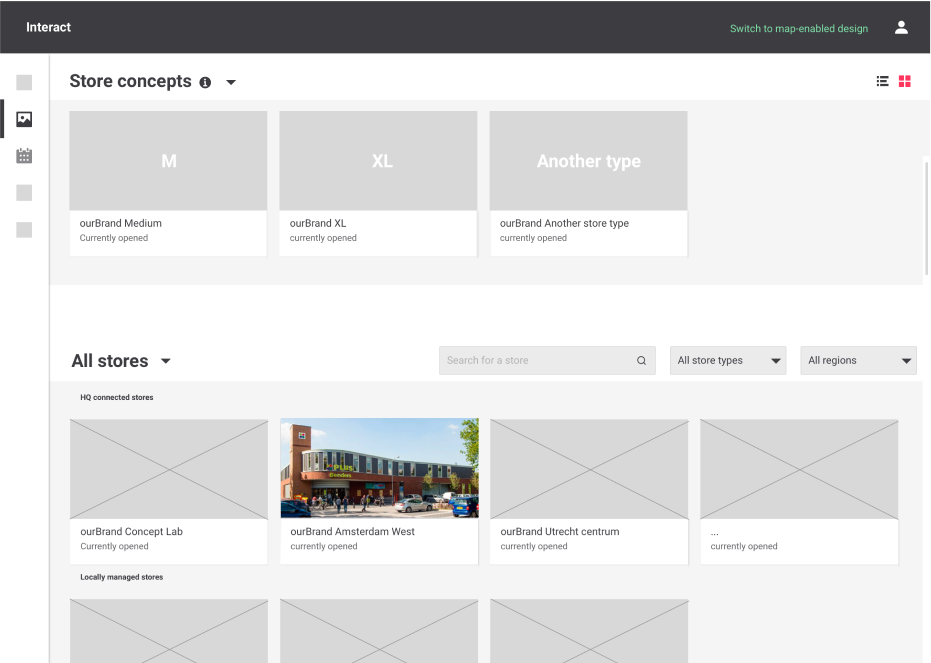 Interact
Switch to map-enabled design
Store concepts
M
XL
Another type
ourBrand Medium
Currently opened
ourBrand XL
currently opened
ourBrand Another store type
currently opened
All stores
Search for a store
All store types
All regions
HQ connected stores
PLUS
ourBrand Concept Lab
Currently opened
ourBrand Amsterdam West
currently opened
ourBrand Utrecht centrum
currently opened
...
currently opened
Locally managed stores